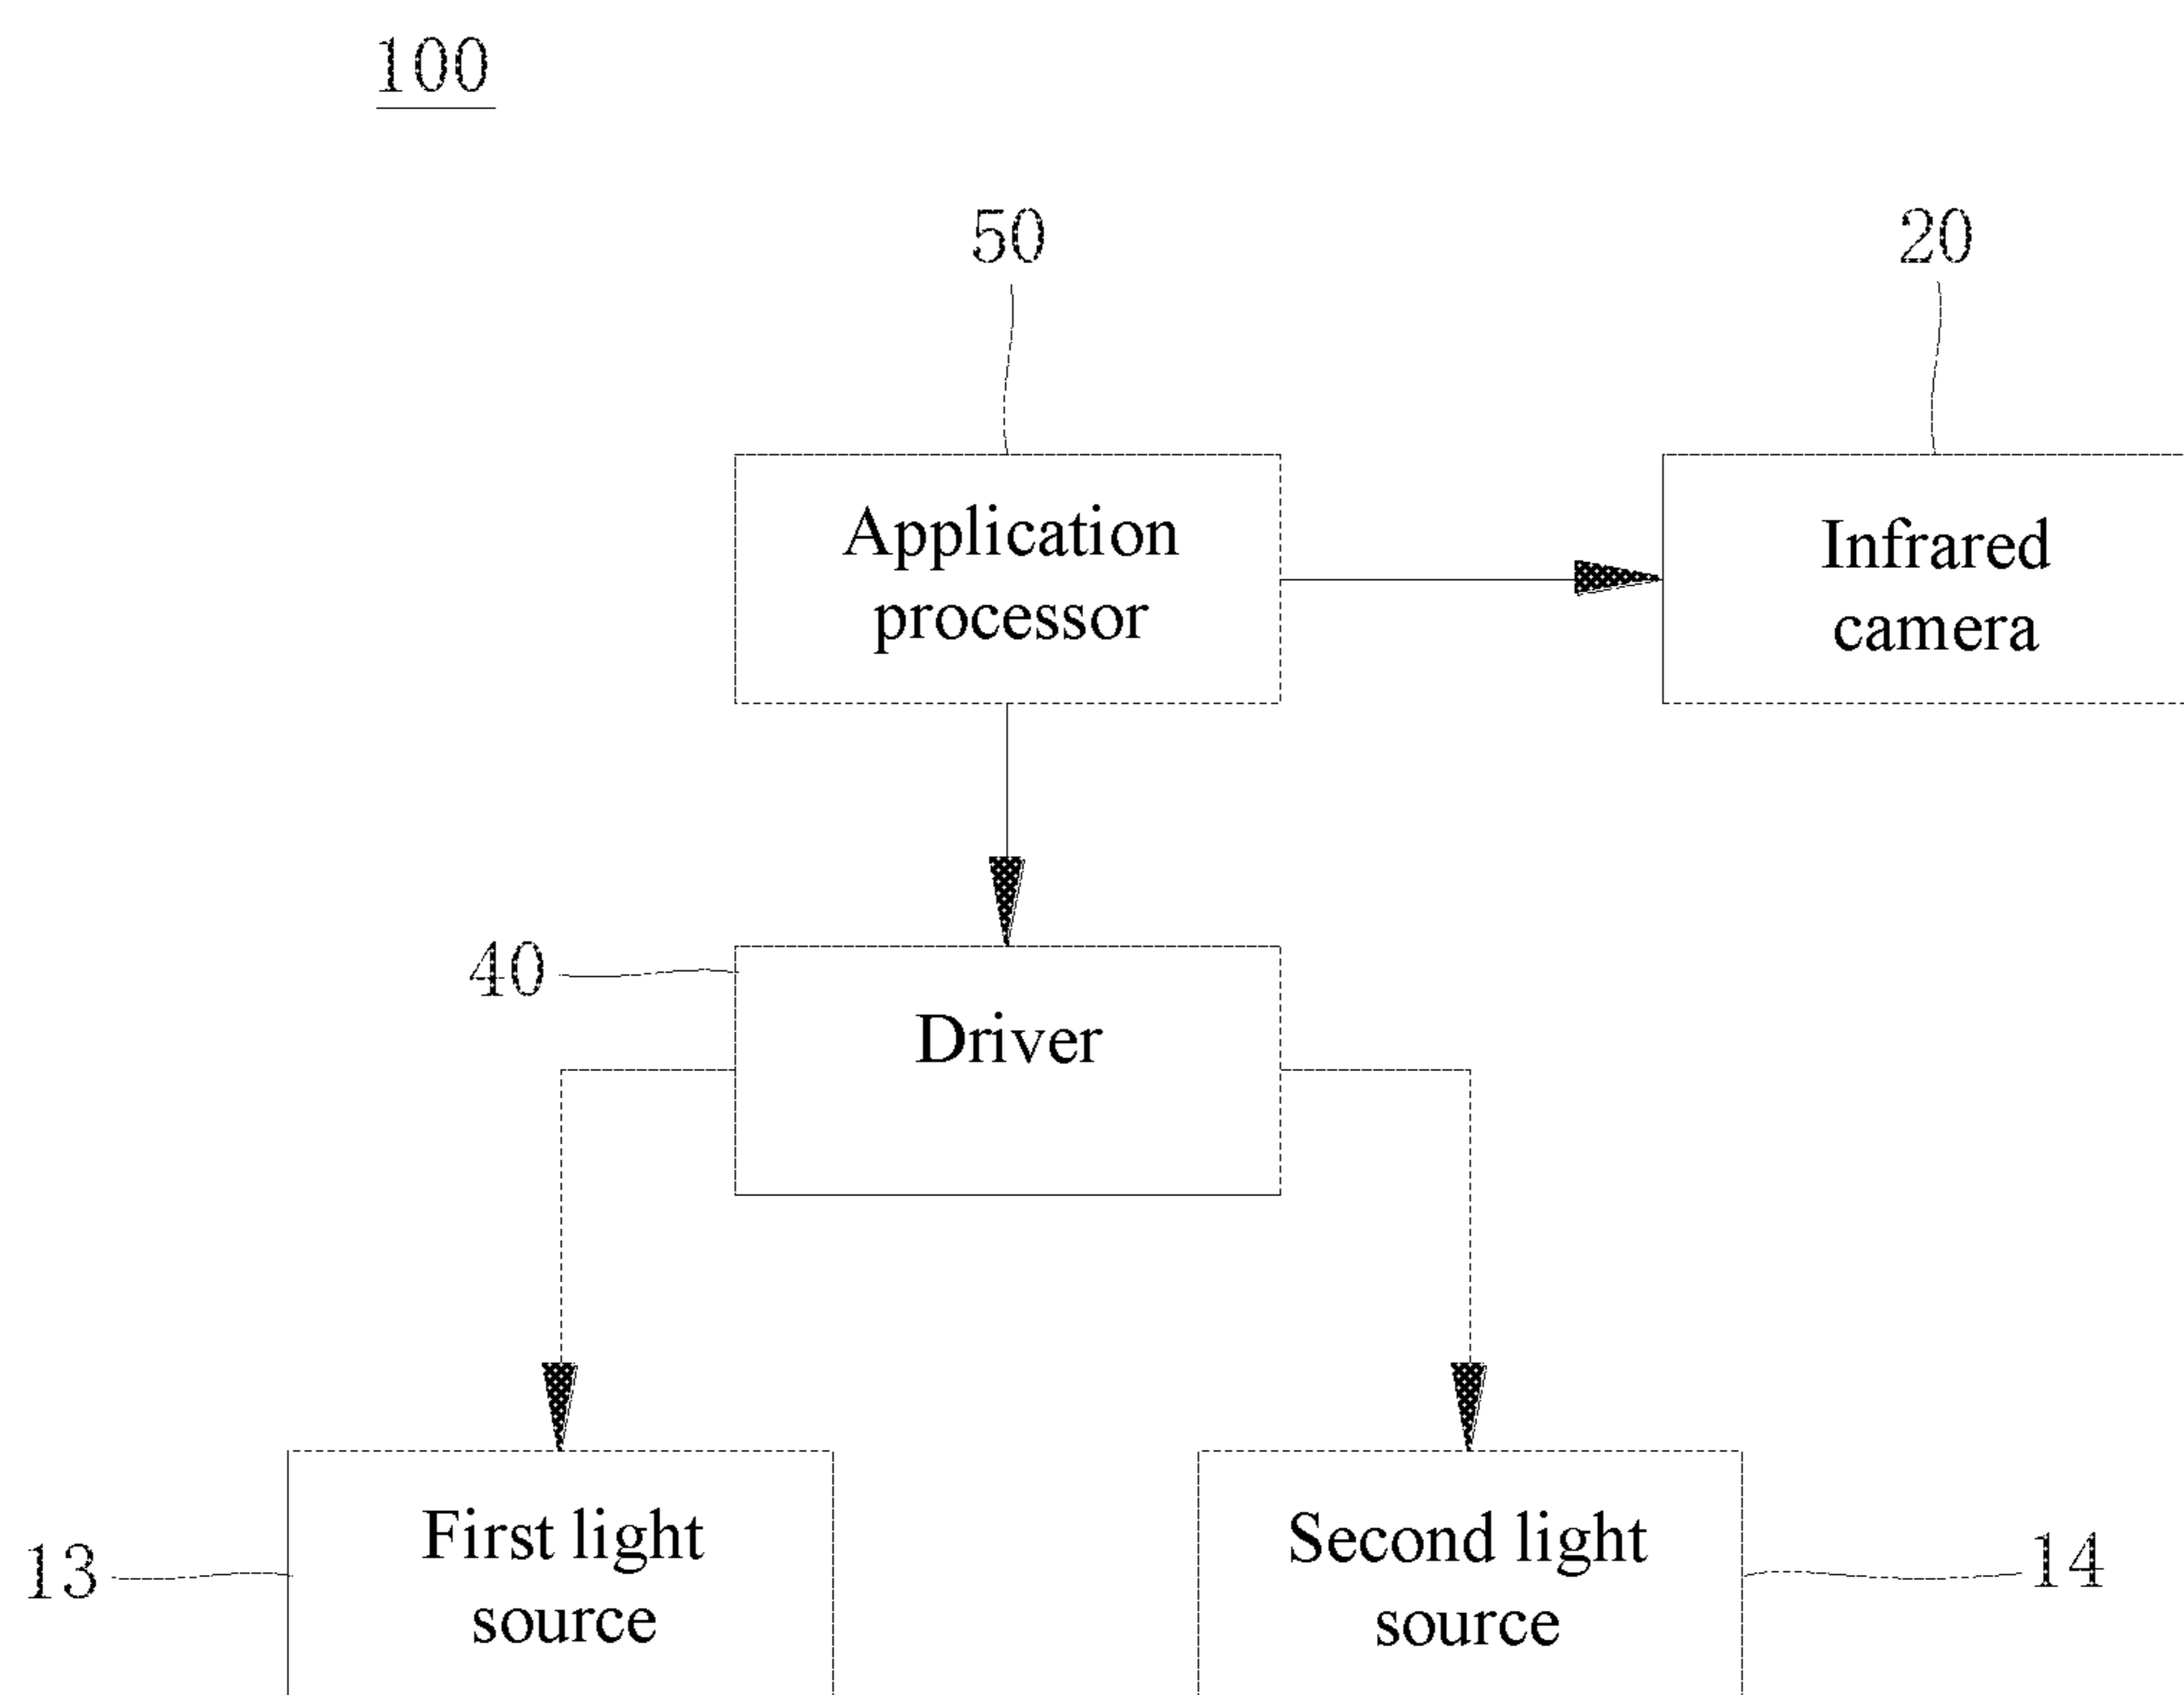 100
50
20
Application
processor
Infrared
camera
40
Driver
First light
source
Second light
source
13
14